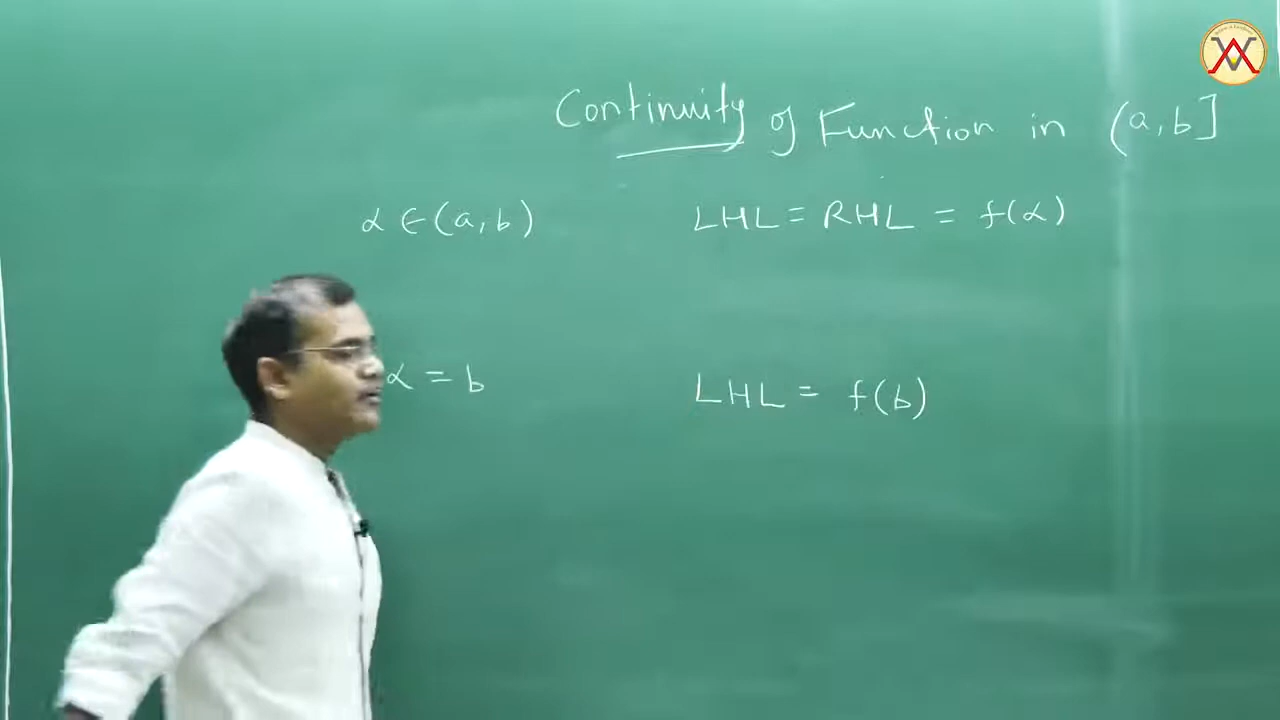 Continuity of Function in (a, b]
α ∈ (a, b) LHL = RHL = f(α)
α = b LHL = f(b)